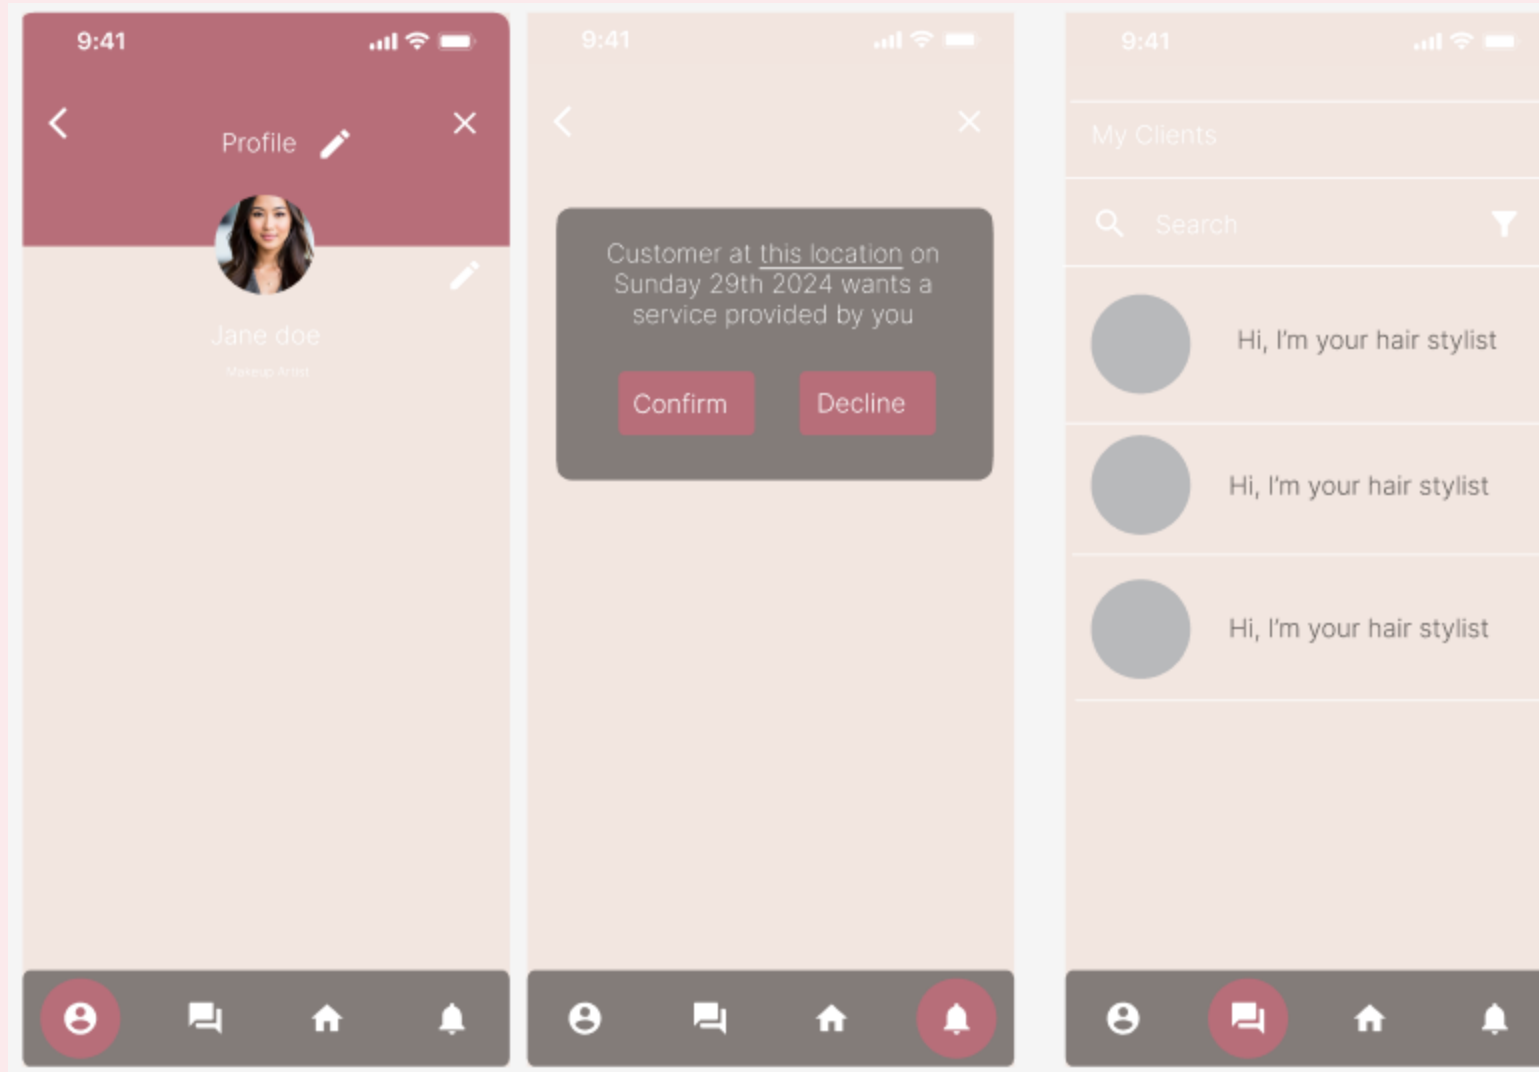 9:41
Profile
Jane doe
Makeup Artist
9:41
Customer at this location on
Sunday 29th 2024 wants a
service provided by you
Confirm
Decline
9:41
My Clients
Search
Hi, I'm your hair stylist
Hi, I'm your hair stylist
Hi, I'm your hair stylist